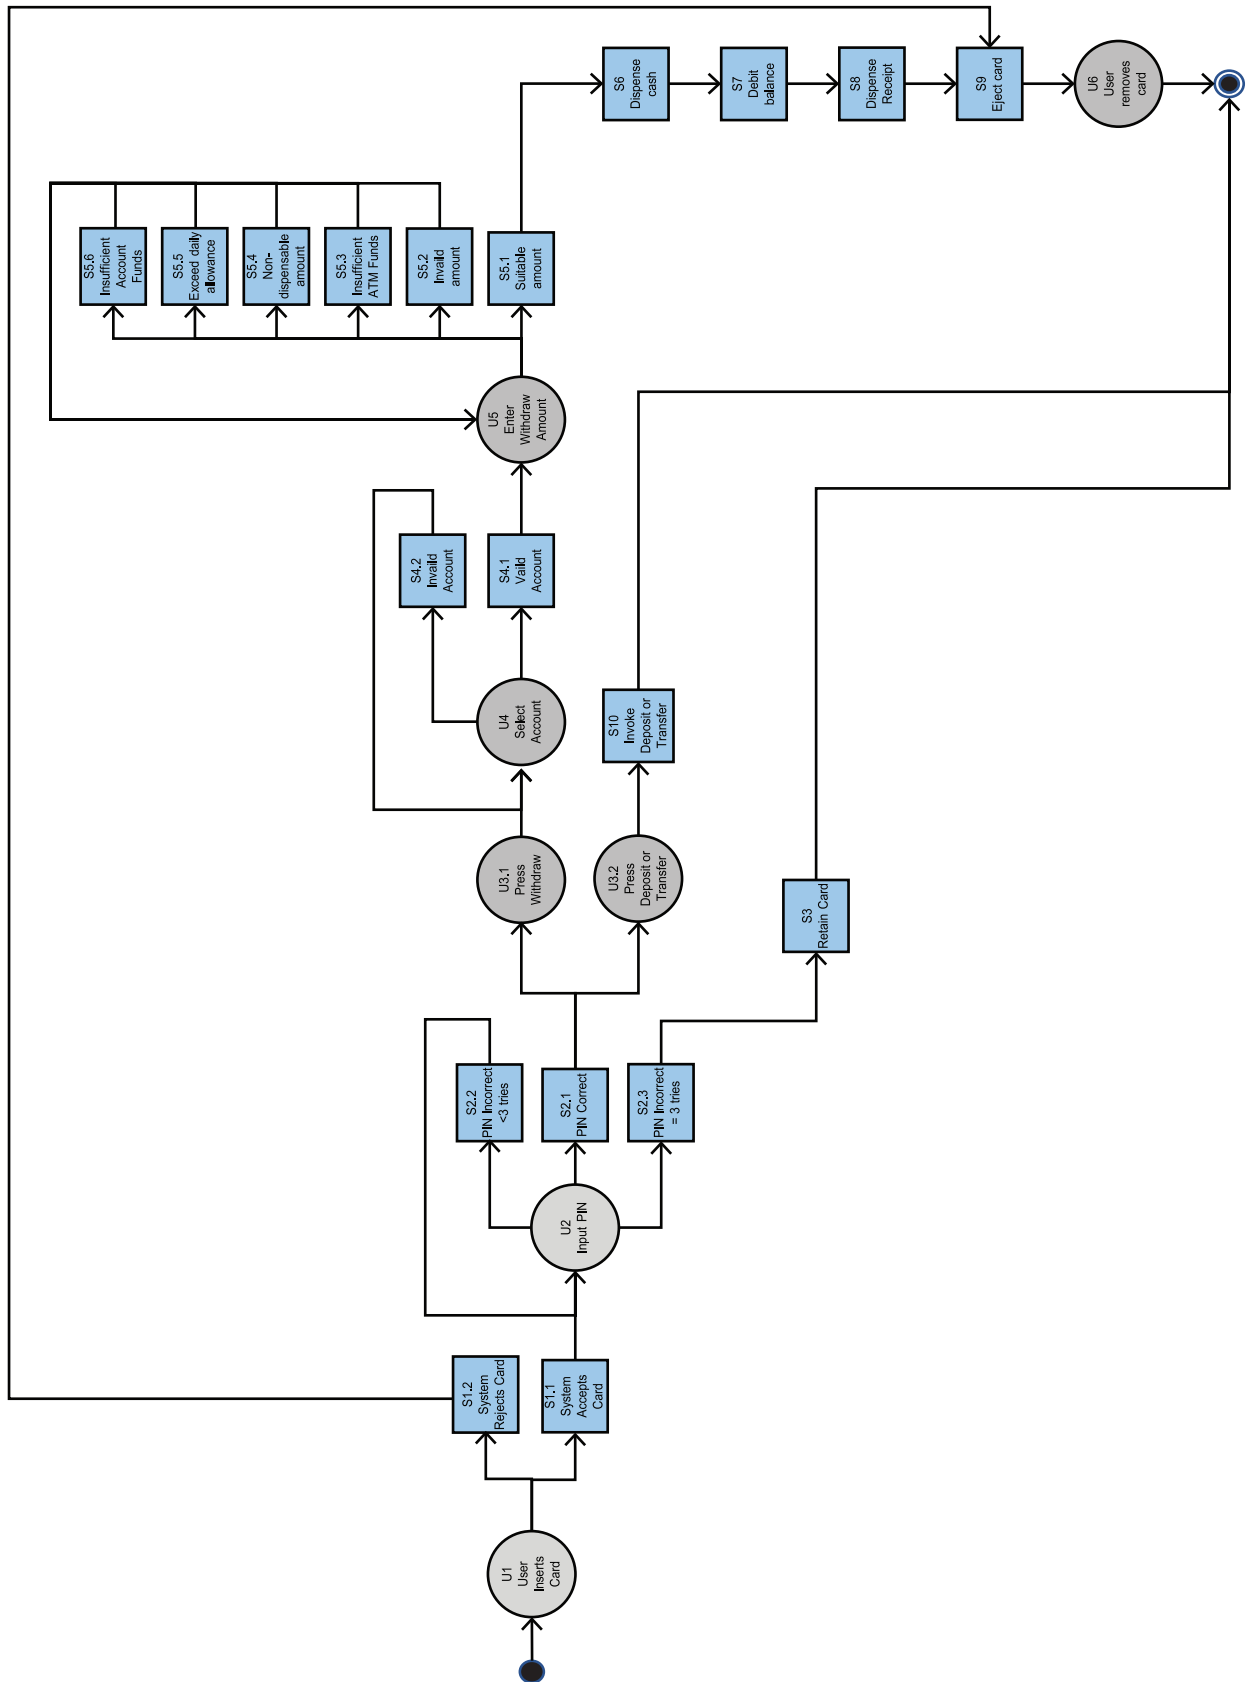 U1
User
Inserts
Card
S1.2
System
Rejects Card
S1.1
System
Accepts
Card
U2
Input PIN
S2.2
PIN Incorrect
<3 tries
S2.1
PIN Correct
S2.3
PIN Incorrect
= 3 tries
S3
Retain Card
U3.1
Press
Withdraw
U3.2
Press
Deposit or
Transfer
U4
Select
Account
S10
Invoke
Deposit or
Transfer
S4.2
Invaild
Account
S4.1
Vaild
Account
U5
Enter
Withdraw
Amount
S5.6
Insufficient
Account
Funds
S5.5
Exceed daily
allowance
S5.4
Non-
dispensable
amount
S5.3
Insufficient
ATM Funds
S5.2
Invaild
amount
S5.1
Suitable
amount
S6
Dispense
cash
S7
Debit
balance
S8
Dispense
Receipt
S9
Eject card
U6
User
removes
card